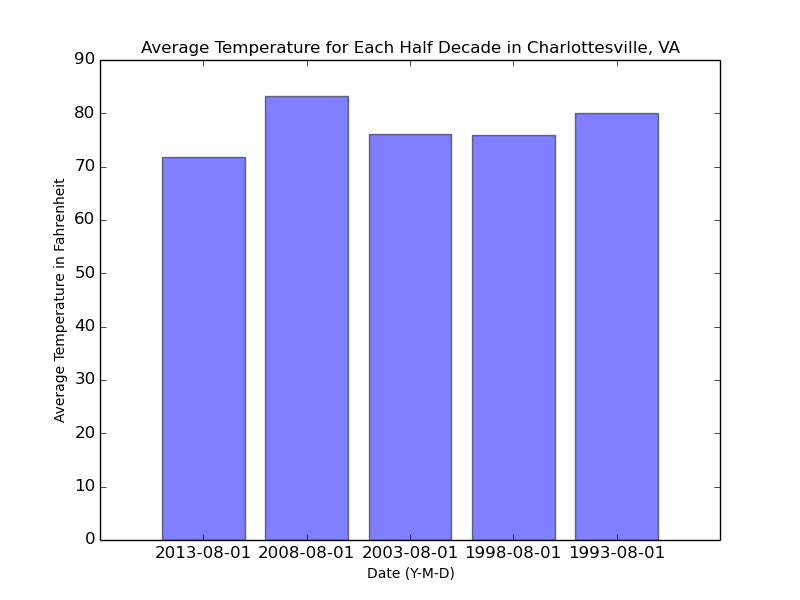 Average Temperature for Each Half Decade in Charlottesville, VA
90
80
70
60
50
40
30
20
10
0
Average Temperature in Fahrenheit
2013-08-01 2008-08-01 2003-08-01 1998-08-01 1993-08-01
Date (Y-M-D)